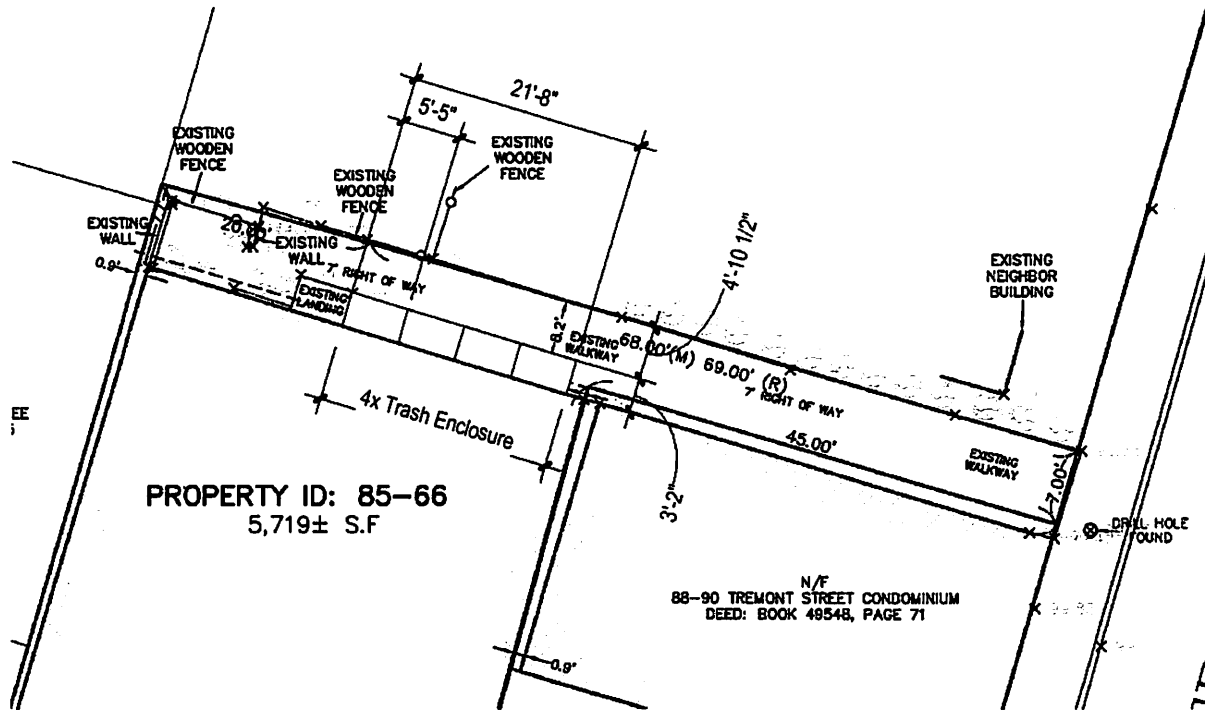 21'-8"
5'-5"
EXISTING
WOODEN
FENCE
EXISTING
WOODEN
FENCE
EXISTING
WOODEN
FENCE
EXISTING
WALL
0.9'
EXISTING
WALL
7' RIGHT OF WAY
EXISTING
LANDING
8.2'
EXISTING
WALKWAY
4'-10 1/2"
EXISTING
NEIGHBOR
BUILDING
68.00'(M) 69.00' (R)
7' RIGHT OF WAY
45.00'
EXISTING
WALKWAY
7.00'
DRILL HOLE
FOUND
4x Trash Enclosure
3'-2"
EE
PROPERTY ID: 85-66
5,719± S.F
N/F
88-90 TREMONT STREET CONDOMINIUM
DEED: BOOK 49548, PAGE 71
0.9'